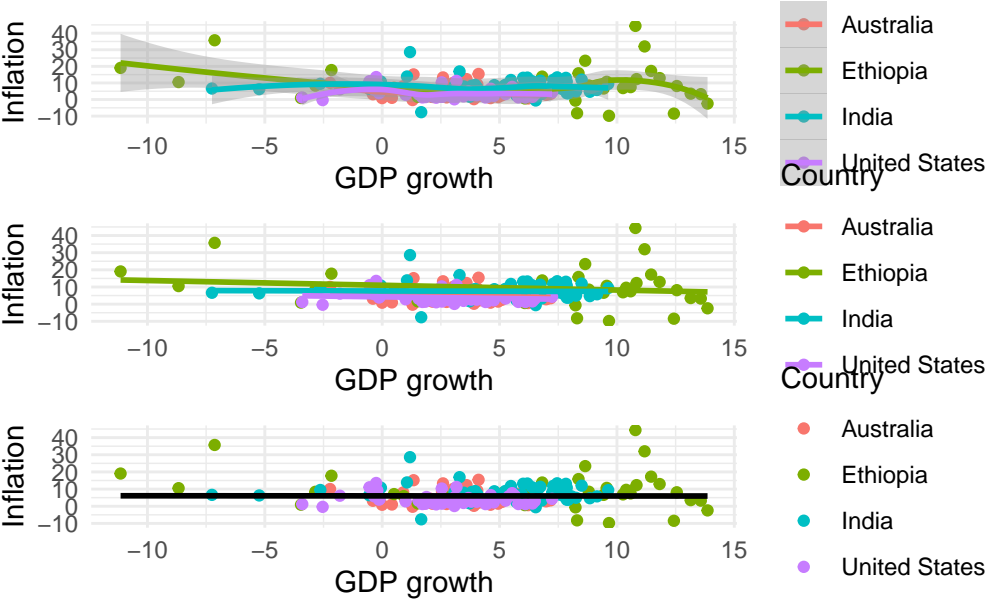 Inflation
40
30
20
10
0
−10
−10
−5
0
5
10
15
GDP growth
Australia
Ethiopia
India
United States
Country
Inflation
40
30
20
10
0
−10
−10
−5
0
5
10
15
GDP growth
Australia
Ethiopia
India
United States
Country
Inflation
40
30
20
10
0
−10
−10
−5
0
5
10
15
GDP growth
Australia
Ethiopia
India
United States